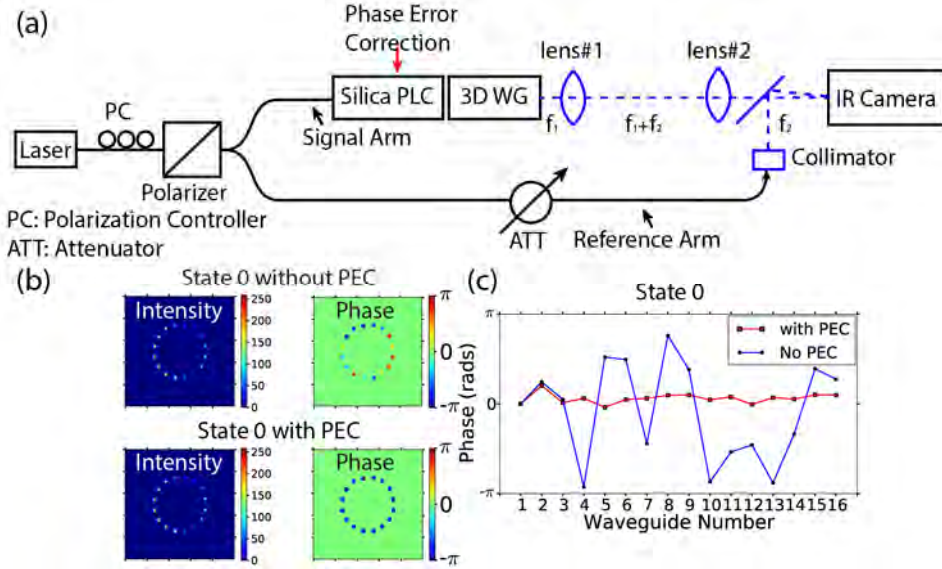 (a)
Phase Error
Correction
lens#1
lens#2
PC
Silica PLC
3D WG
IR Camera
Signal Arm
f₁
f₁+f₂
f₂
Laser
Polarizer
Collimator
PC: Polarization Controller
ATT: Attenuator
ATT
Reference Arm
(b)
State 0 without PEC
Intensity
250
200
150
100
50
0
Phase
π
0
-π
State 0 with PEC
Intensity
250
200
150
100
50
0
Phase
π
0
-π
(c)
State 0
with PEC
No PEC
Phase (rads)
π
0
-π
1 2 3 4 5 6 7 8 9 10 11 12 13 14 15 16
Waveguide Number